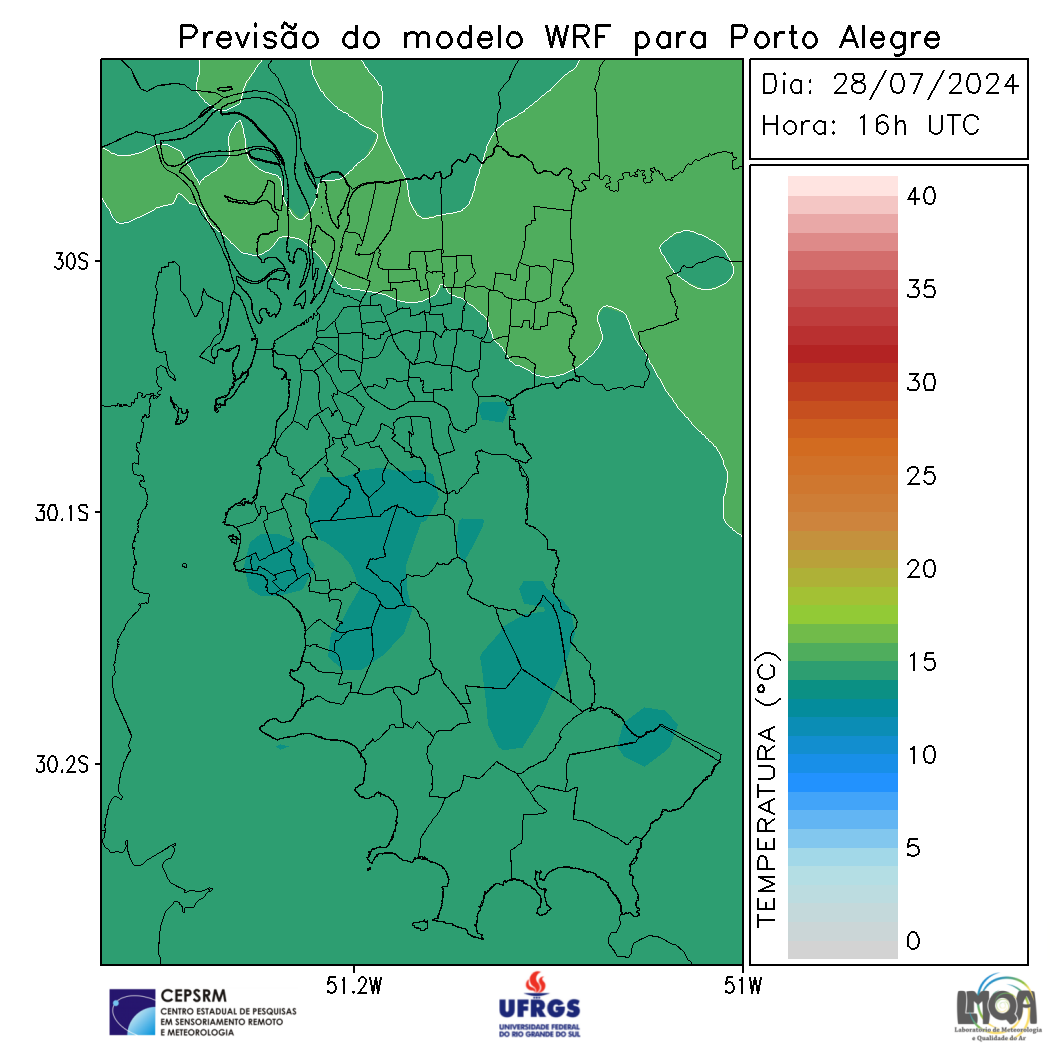 Previsão do modelo WRF para Porto Alegre
Dia: 28/07/2024
Hora: 16h UTC
40
35
30
25
20
15
10
5
0
TEMPERATURA (°C)
30S
30.1S
30.2S
51.2W
51W
CEPSRM
CENTRO ESTADUAL DE PESQUISAS
EM SENSORIAMENTO REMOTO
E METEOROLOGIA
UFRGS
UNIVERSIDADE FEDERAL
DO RIO GRANDE DO SUL
LMQA
Laboratório de Meteorologia
e Qualidade do Ar